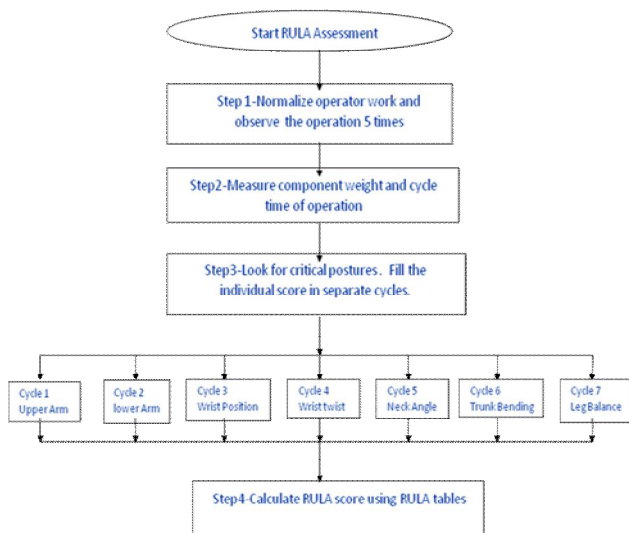 Start RULA Assessment
Step 1-Normalize operator work and
observe the operation 5 times
Step2-Measure component weight and cycle
time of operation
Step3-Look for critical postures. Fill the
individual score in separate cycles.
Cycle 1
Upper Arm
Cycle 2
lower Arm
Cycle 3
Wrist Position
Cycle 4
Wrist twist
Cycle 5
Neck Angle
Cycle 6
Trunk Bending
Cycle 7
Leg Balance
Step4-Calculate RULA score using RULA tables